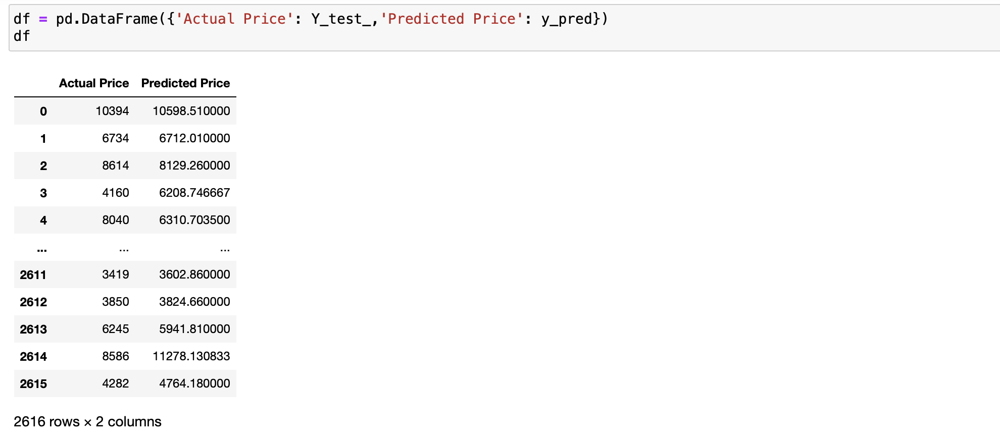 df = pd.DataFrame({'Actual Price': Y_test_,'Predicted Price': y_pred})
df
Actual Price Predicted Price
0 10394 10598.510000
1 6734 6712.010000
2 8614 8129.260000
3 4160 6208.746667
4 8040 6310.703500
... ... ...
2611 3419 3602.860000
2612 3850 3824.660000
2613 6245 5941.810000
2614 8586 11278.130833
2615 4282 4764.180000
2616 rows × 2 columns